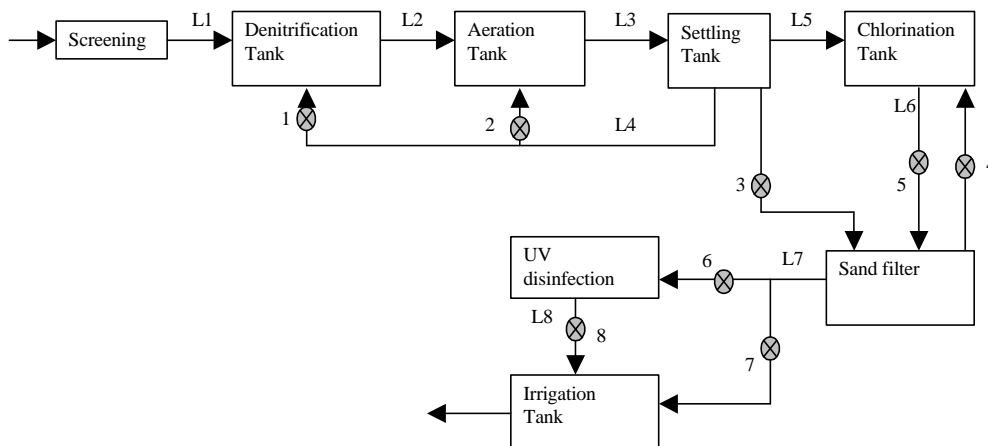 L1
L2
L3
L5
Screening
Denitrification
Tank
Aeration
Tank
Settling
Tank
Chlorination
Tank
1
2
L4
L6
3
5
4
UV
disinfection
6
L7
Sand filter
L8
8
7
Irrigation
Tank